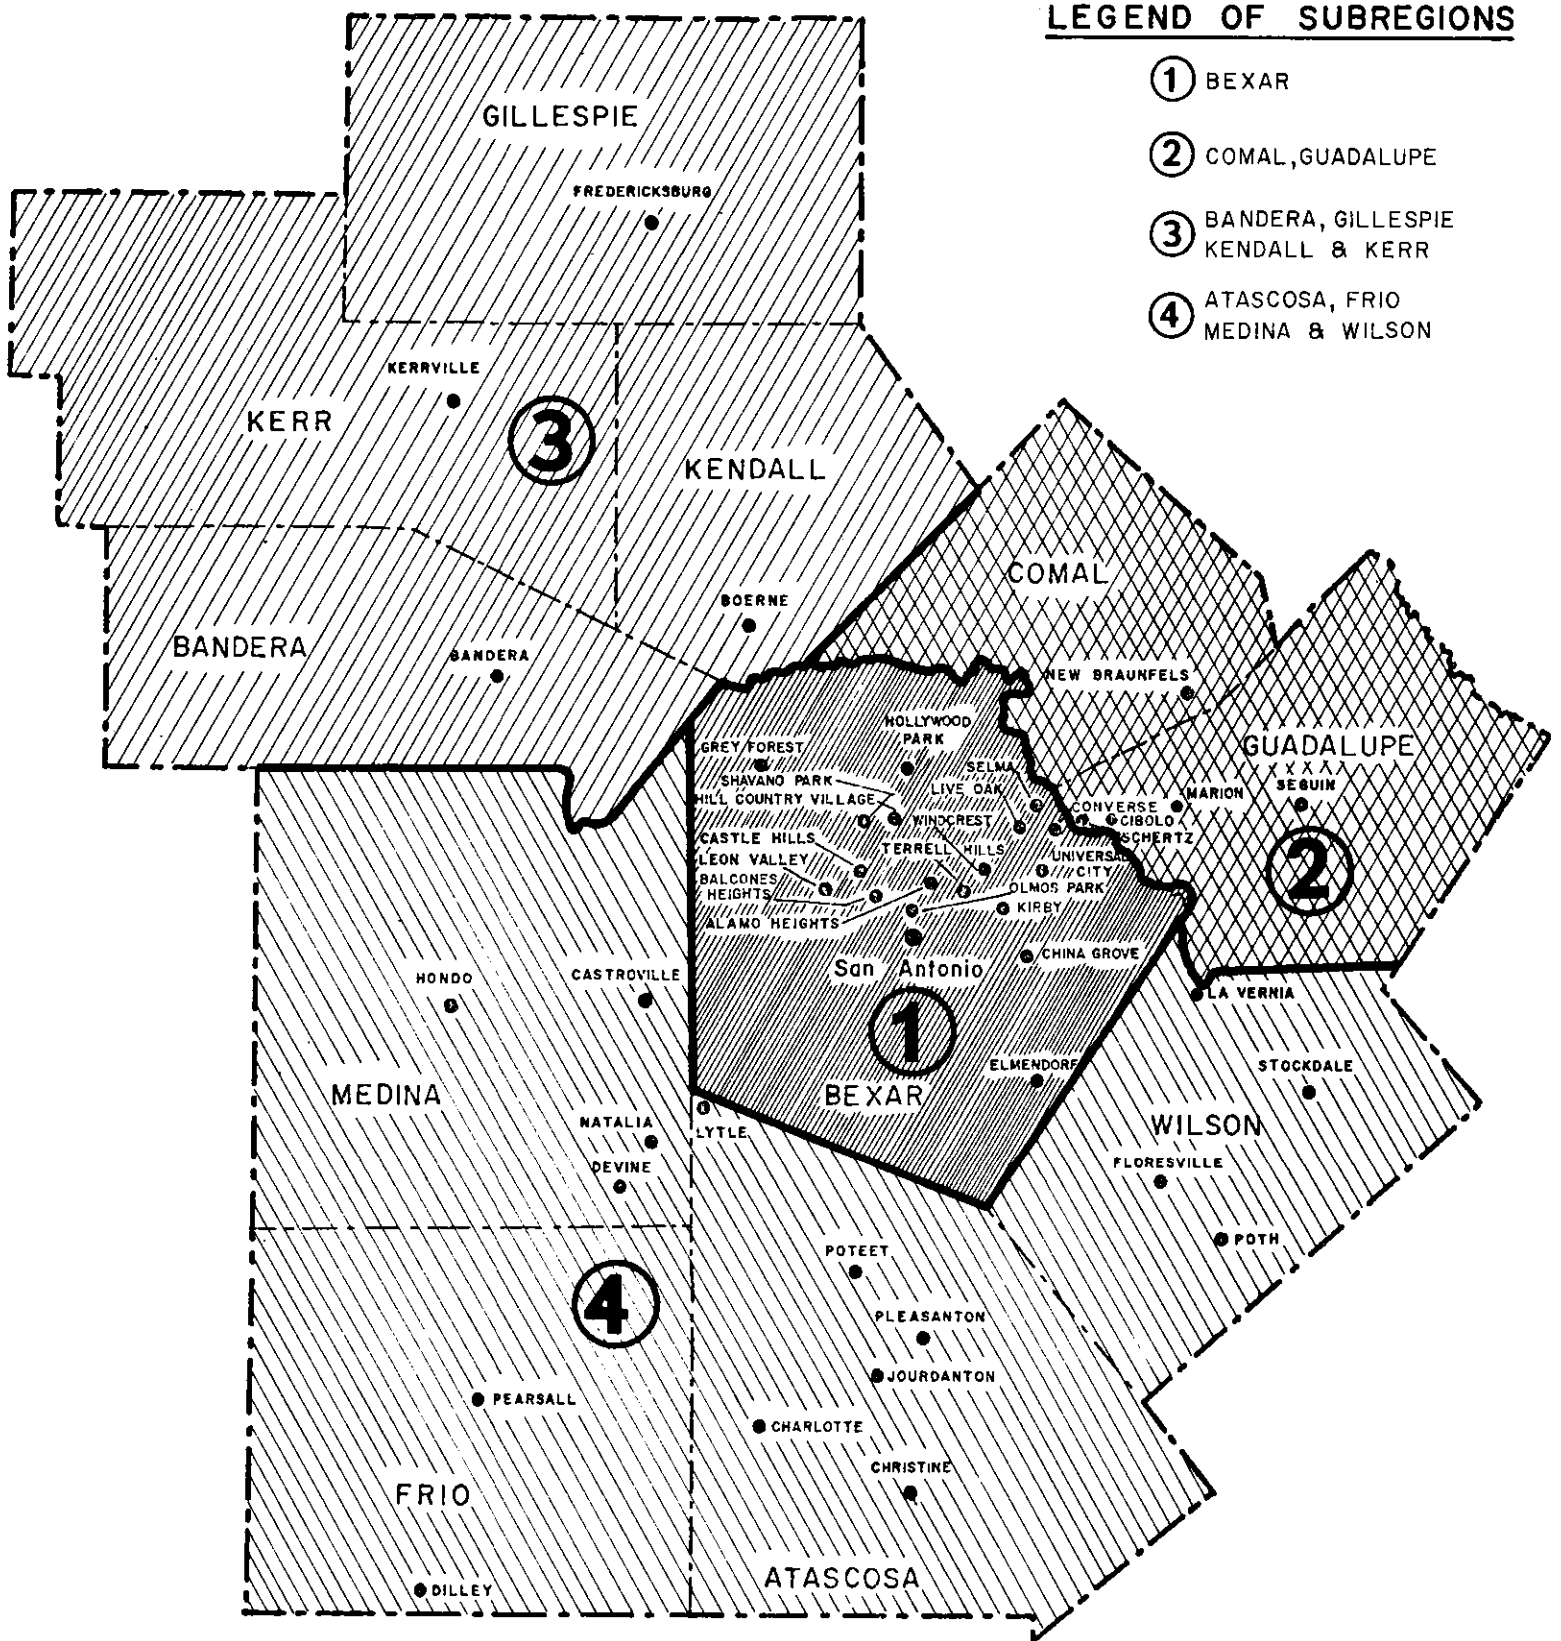 LEGEND OF SUBREGIONS
1 BEXAR
2 COMAL, GUADALUPE
3 BANDERA, GILLESPIE
KENDALL & KERR
4 ATASCOSA, FRIO
MEDINA & WILSON
GILLESPIE
FREDERICKSBURG
KERRVILLE
KERR
3
KENDALL
COMAL
BOERNE
BANDERA
BANDERA
NEW BRAUNFELS
HOLLYWOOD
PARK
GREY FOREST
GUADALUPE
SELMA
SHAVANO PARK
LIVE OAK
SEGUIN
MARION
HILL COUNTRY VILLAGE
CONVERSE
WINDCREST
CIBOLO
SCHERTZ
CASTLE HILLS
TERRELL HILLS
LEON VALLEY
UNIVERSAL
CITY
2
BALCONES
HEIGHTS
OLMOS PARK
KIRBY
ALAMO HEIGHTS
CHINA GROVE
San Antonio
HONDO
CASTROVILLE
LA VERNIA
1
ELMENDORF
STOCKDALE
MEDINA
BEXAR
NATALIA
LYTLE
WILSON
DEVINE
FLORESVILLE
POTH
POTEET
4
PLEASANTON
JOURDANTON
PEARSALL
CHARLOTTE
CHRISTINE
FRIO
ATASCOSA
DILLEY